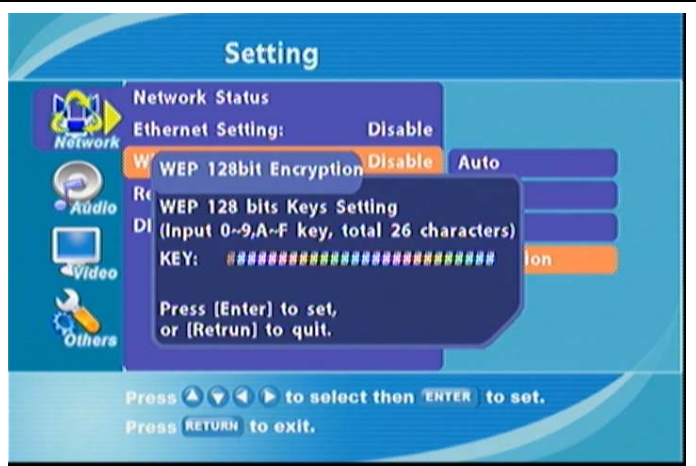 Setting
Network
Audio
Video
Others
Network Status
Ethernet Setting: Disable
W Disable
Re
DI
Auto
ion
WEP 128bit Encryption
WEP 128 bits Keys Setting
(Input 0~9,A~F key, total 26 characters)
KEY: ##########################
Press [Enter] to set,
or [Retrun] to quit.
Press to select then ENTER to set.
Press RETURN to exit.